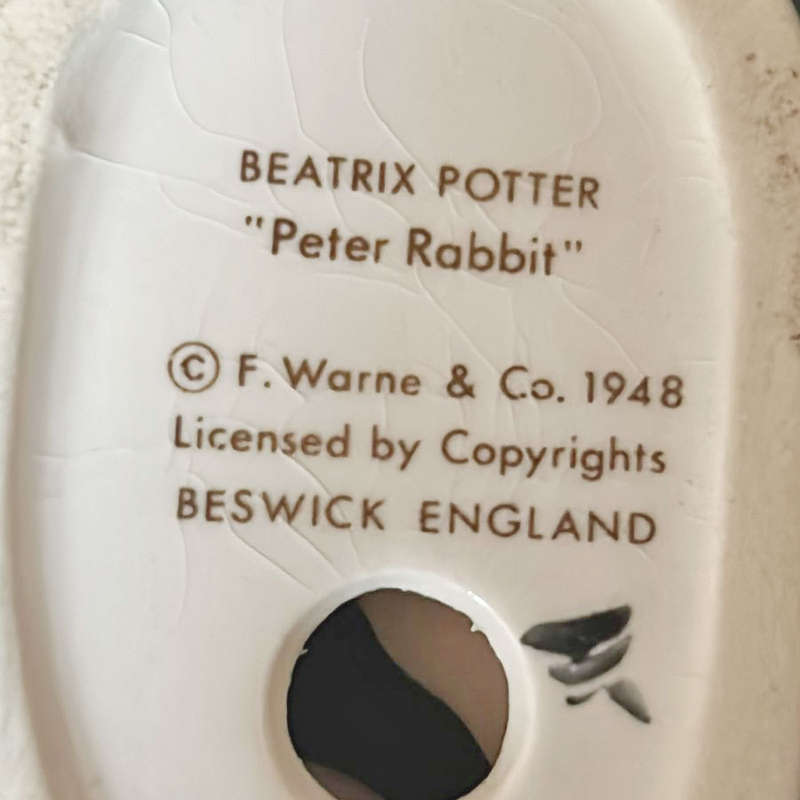 BEATRIX POTTER
"Peter Rabbit"
© F. Warne & Co. 1948
Licensed by Copyrights
BESWICK ENGLAND